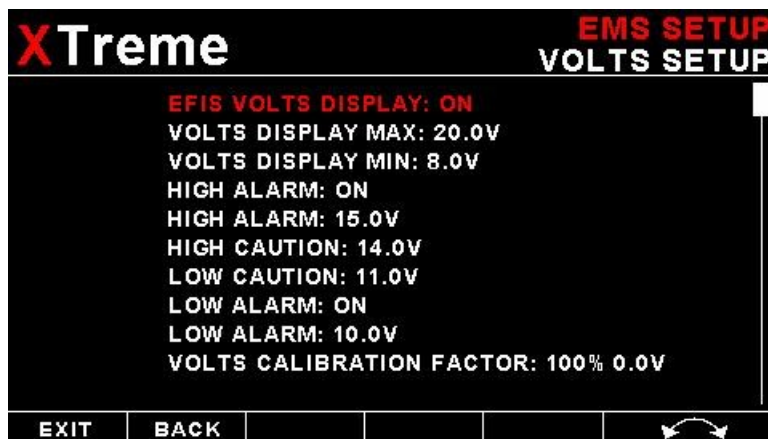 XTreme
EMS SETUP
VOLTS SETUP
EFIS VOLTS DISPLAY: ON
VOLTS DISPLAY MAX: 20.0V
VOLTS DISPLAY MIN: 8.0V
HIGH ALARM: ON
HIGH ALARM: 15.0V
HIGH CAUTION: 14.0V
LOW CAUTION: 11.0V
LOW ALARM: ON
LOW ALARM: 10.0V
VOLTS CALIBRATION FACTOR: 100% 0.0V
EXIT BACK